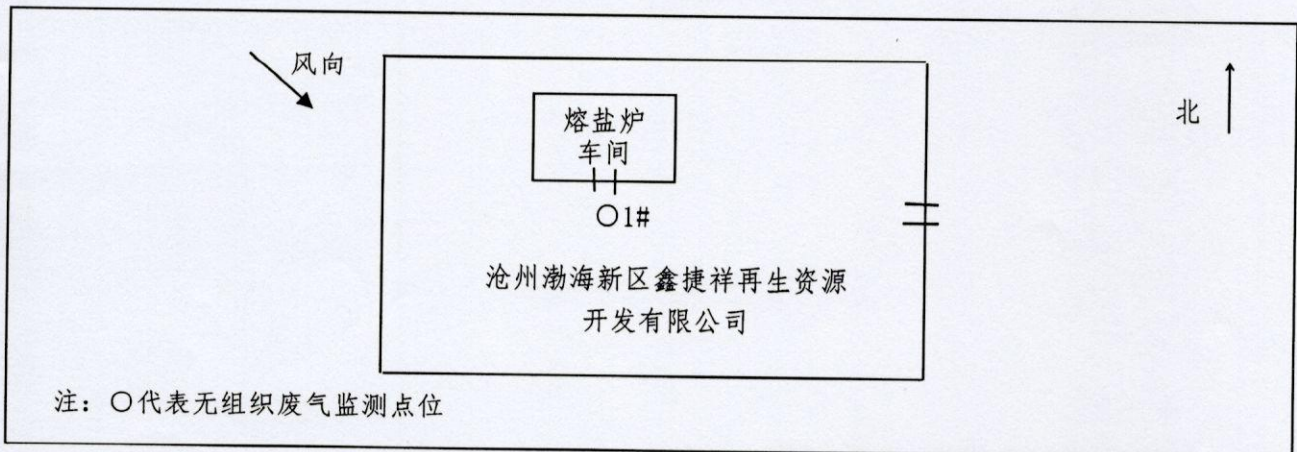 风向
北
熔盐炉
车间
〇1#
沧州渤海新区鑫捷祥再生资源
开发有限公司
注：〇代表无组织废气监测点位